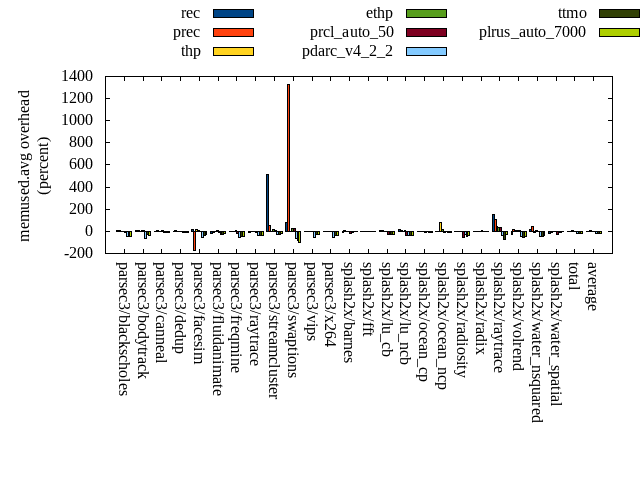 rec
prec
thp
ethp
prcl_auto_50
pdarc_v4_2_2
ttmo
plrus_auto_7000
memused.avg overhead
(percent)
1400
1200
1000
800
600
400
200
0
-200
parsec3/blackscholes
parsec3/bodytrack
parsec3/canneal
parsec3/dedup
parsec3/facesim
parsec3/fluidanimate
parsec3/freqmine
parsec3/raytrace
parsec3/streamcluster
parsec3/swaptions
parsec3/vips
parsec3/x264
splash2x/barnes
splash2x/fft
splash2x/lu_cb
splash2x/lu_ncb
splash2x/ocean_cp
splash2x/ocean_ncp
splash2x/radiosity
splash2x/radix
splash2x/raytrace
splash2x/volrend
splash2x/water_nsquared
splash2x/water_spatial
total
average